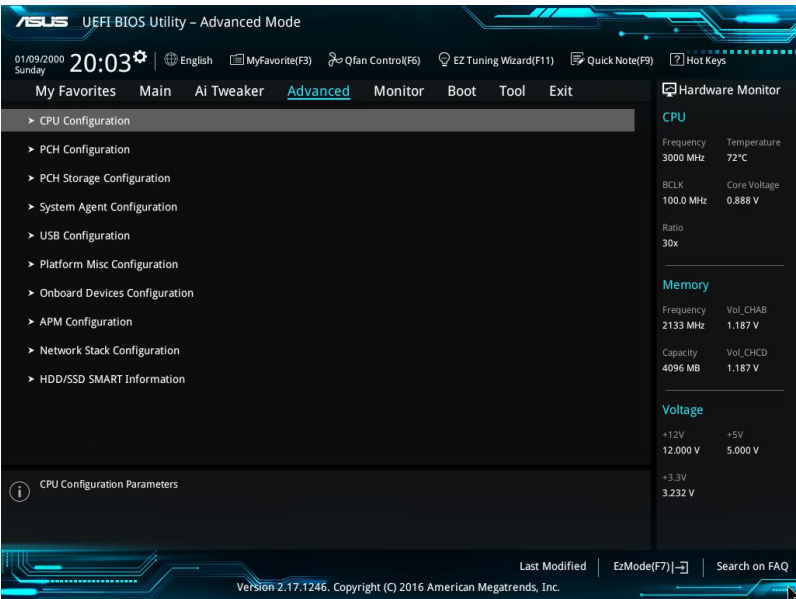 ASUS UEFI BIOS Utility – Advanced Mode
01/09/2000
Sunday
20:03
English
MyFavorite(F3)
Qfan Control(F6)
EZ Tuning Wizard(F11)
Quick Note(F9)
? Hot Keys
My Favorites Main Ai Tweaker Advanced Monitor Boot Tool Exit
> CPU Configuration
> PCH Configuration
> PCH Storage Configuration
> System Agent Configuration
> USB Configuration
> Platform Misc Configuration
> Onboard Devices Configuration
> APM Configuration
> Network Stack Configuration
> HDD/SSD SMART Information
i CPU Configuration Parameters
Hardware Monitor
CPU
Frequency Temperature
3000 MHz 72°C
BCLK Core Voltage
100.0 MHz 0.888 V
Ratio
30x
Memory
Frequency Vol_CHAB
2133 MHz 1.187 V
Capacity Vol_CHCD
4096 MB 1.187 V
Voltage
+12V +5V
12.000 V 5.000 V
+3.3V
3.232 V
Last Modified
EzMode(F7)
Search on FAQ
Version 2.17.1246. Copyright (C) 2016 American Megatrends, Inc.